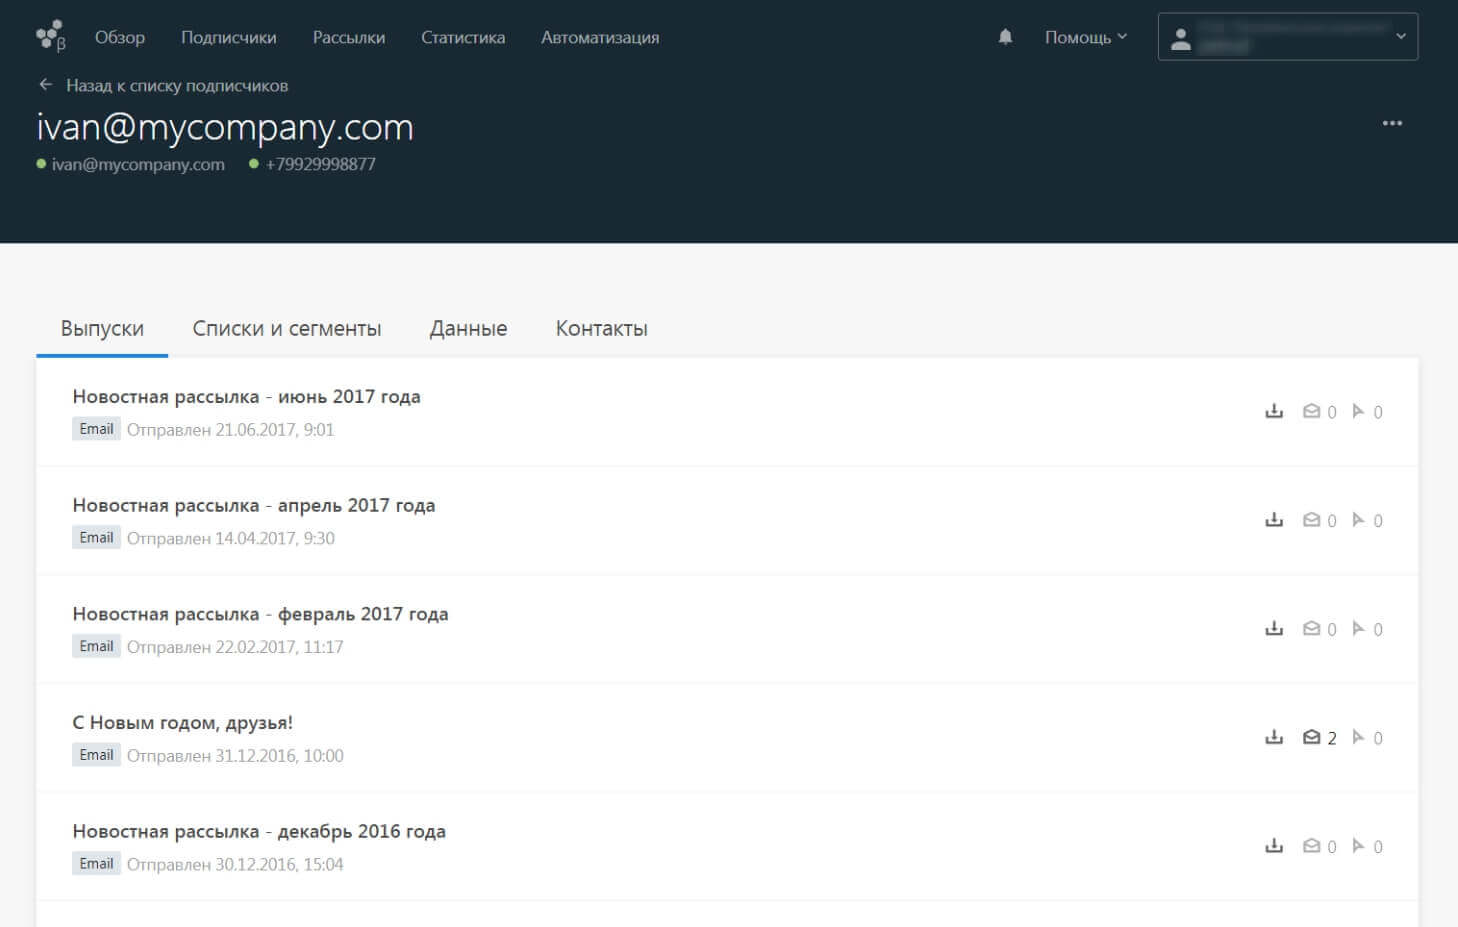 β Обзор Подписчики Рассылки Статистика Автоматизация Помощь
Назад к списку подписчиков
ivan@mycompany.com
ivan@mycompany.com +79929998877
Выпуски Списки и сегменты Данные Контакты
Новостная рассылка - июнь 2017 года
Email Отправлен 21.06.2017, 9:01 0 0
Новостная рассылка - апрель 2017 года
Email Отправлен 14.04.2017, 9:30 0 0
Новостная рассылка - февраль 2017 года
Email Отправлен 22.02.2017, 11:17 0 0
С Новым годом, друзья!
Email Отправлен 31.12.2016, 10:00 2 0
Новостная рассылка - декабрь 2016 года
Email Отправлен 30.12.2016, 15:04 0 0